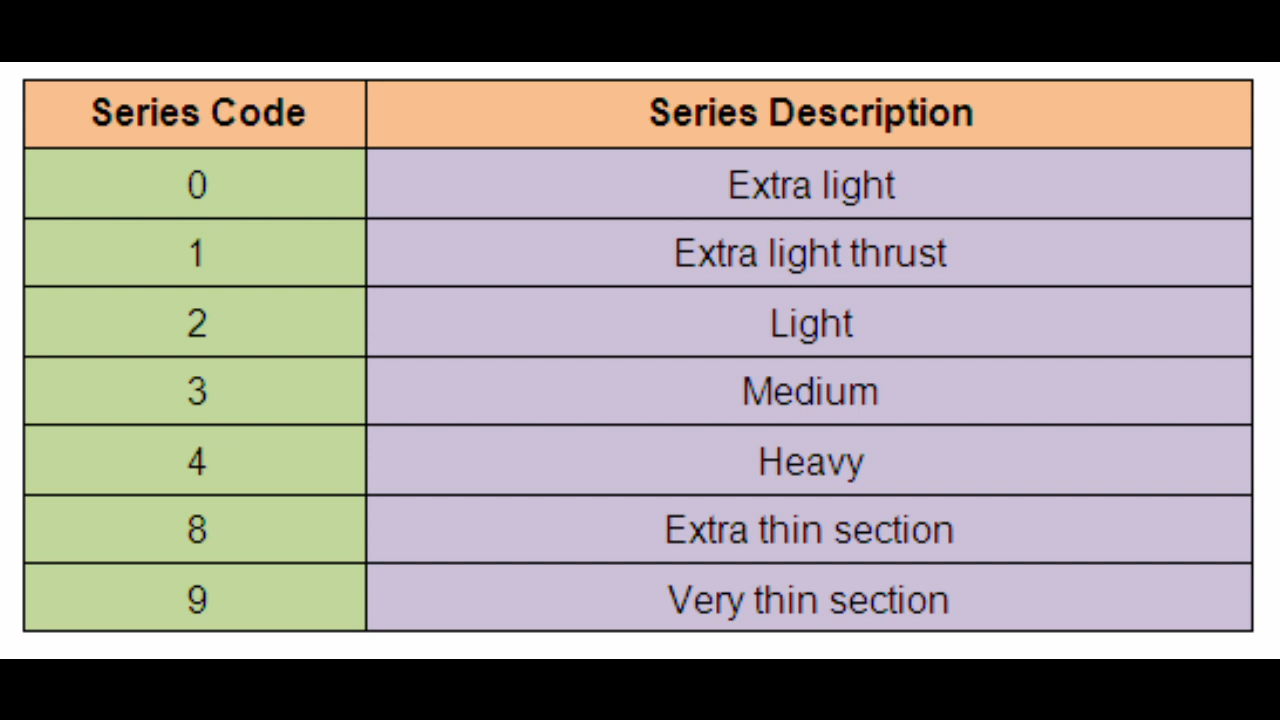 Series Code Series Description
0 Extra light
1 Extra light thrust
2 Light
3 Medium
4 Heavy
8 Extra thin section
9 Very thin section